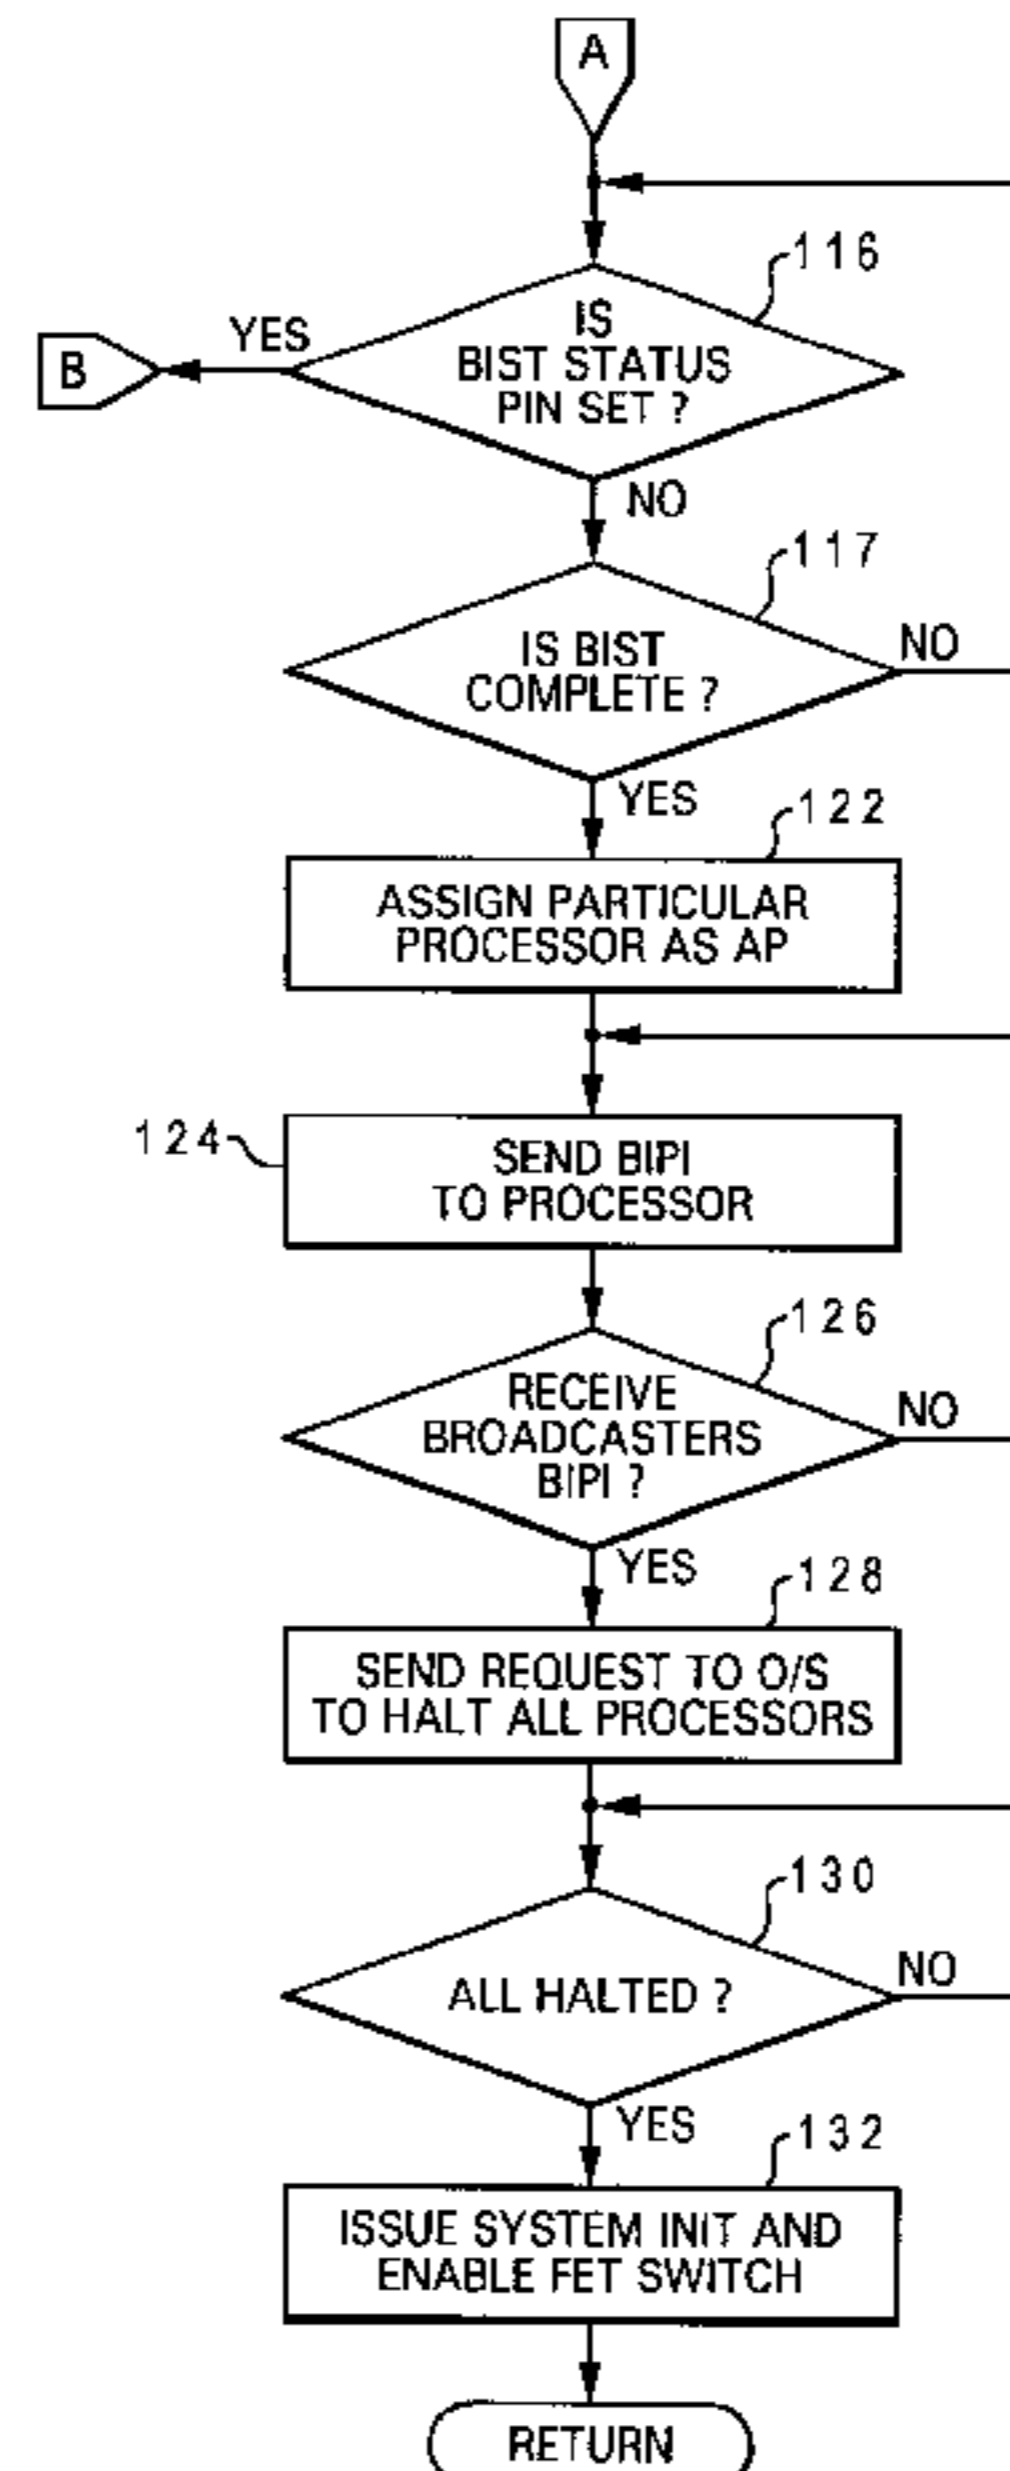 A
116
IS
BIST STATUS
PIN SET ?
YES
B
NO
117
IS BIST
COMPLETE ?
NO
YES
122
ASSIGN PARTICULAR
PROCESSOR AS AP
124
SEND BIPI
TO PROCESSOR
126
RECEIVE
BROADCASTERS
BIPI ?
NO
YES
128
SEND REQUEST TO O/S
TO HALT ALL PROCESSORS
130
ALL HALTED ?
NO
YES
132
ISSUE SYSTEM INIT AND
ENABLE FET SWITCH
RETURN